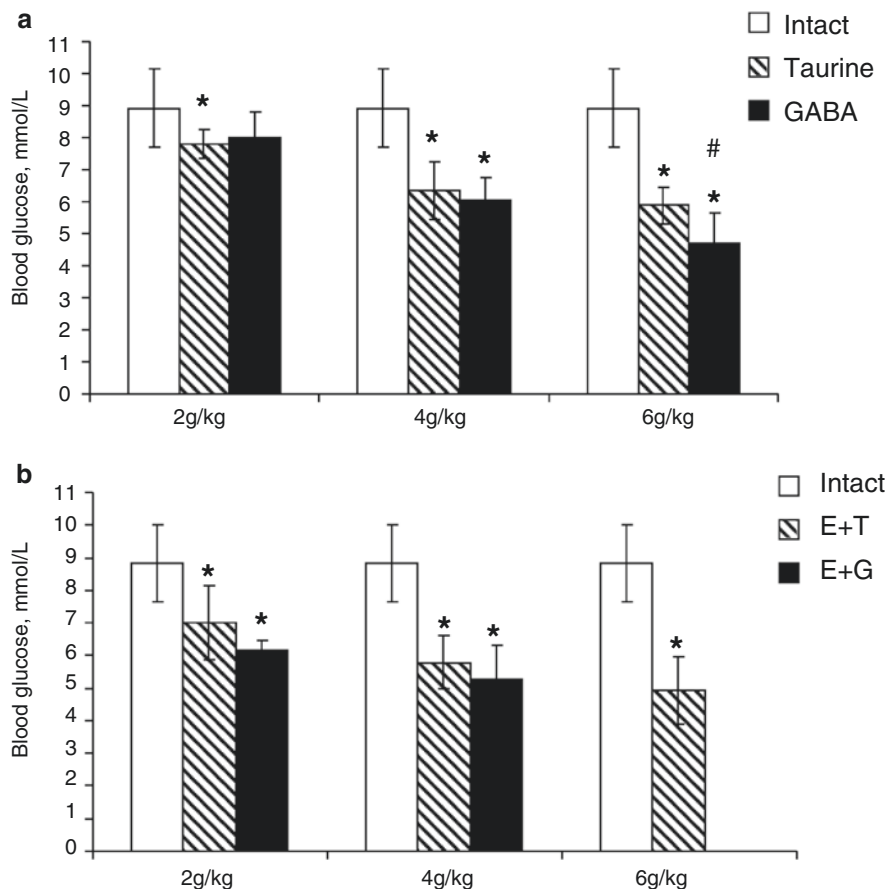 a
Intact
Taurine
GABA
Blood glucose, mmol/L
11
10
9
8
7
6
5
4
3
2
1
0
*
*
*
*
#
*
2g/kg
4g/kg
6g/kg
b
Intact
E+T
E+G
Blood glucose, mmol/L
11
10
9
8
7
6
5
4
3
2
1
0
*
*
*
*
*
2g/kg
4g/kg
6g/kg